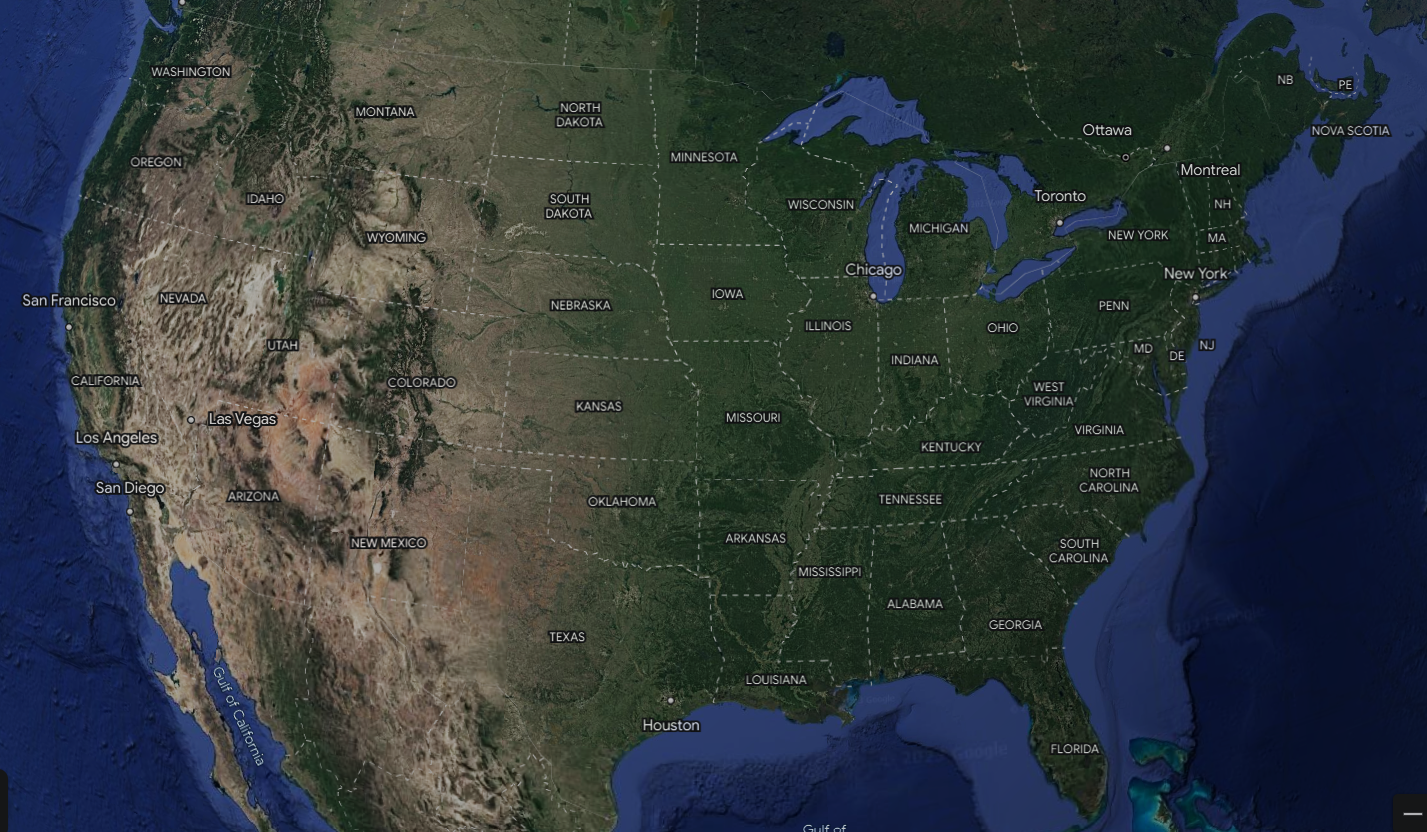 WASHINGTON
NB
PE
MONTANA
NORTH
DAKOTA
Ottawa
NOVA SCOTIA
OREGON
MINNESOTA
Montreal
IDAHO
SOUTH
DAKOTA
WISCONSIN
Toronto
NH
WYOMING
MICHIGAN
NEW YORK
MA
Chicago
New York
San Francisco
NEVADA
NEBRASKA
IOWA
ILLINOIS
OHIO
PENN
UTAH
INDIANA
MD
DE
NJ
CALIFORNIA
COLORADO
KANSAS
WEST
VIRGINIA
Las Vegas
MISSOURI
VIRGINIA
Los Angeles
KENTUCKY
San Diego
ARIZONA
OKLAHOMA
TENNESSEE
NORTH
CAROLINA
NEW MEXICO
ARKANSAS
SOUTH
CAROLINA
MISSISSIPPI
ALABAMA
GEORGIA
TEXAS
LOUISIANA
Gulf of California
Houston
FLORIDA
Google
Gulf of